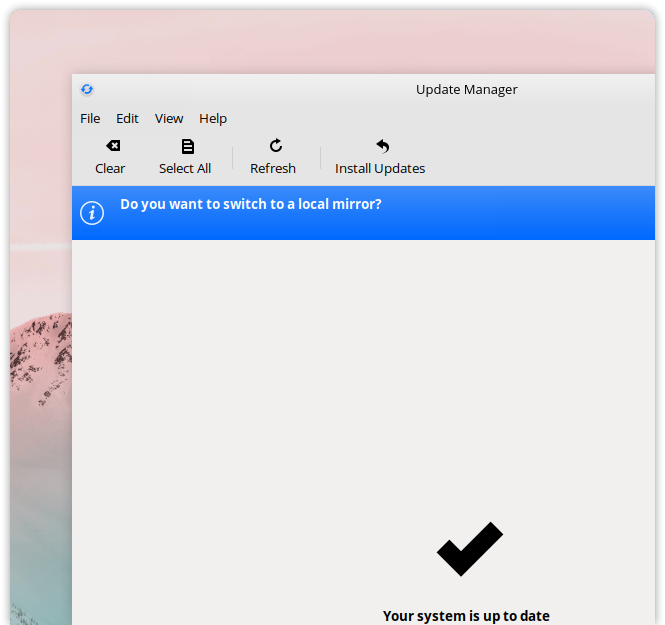 Update Manager
File Edit View Help
Clear Select All Refresh Install Updates
Do you want to switch to a local mirror?
Your system is up to date